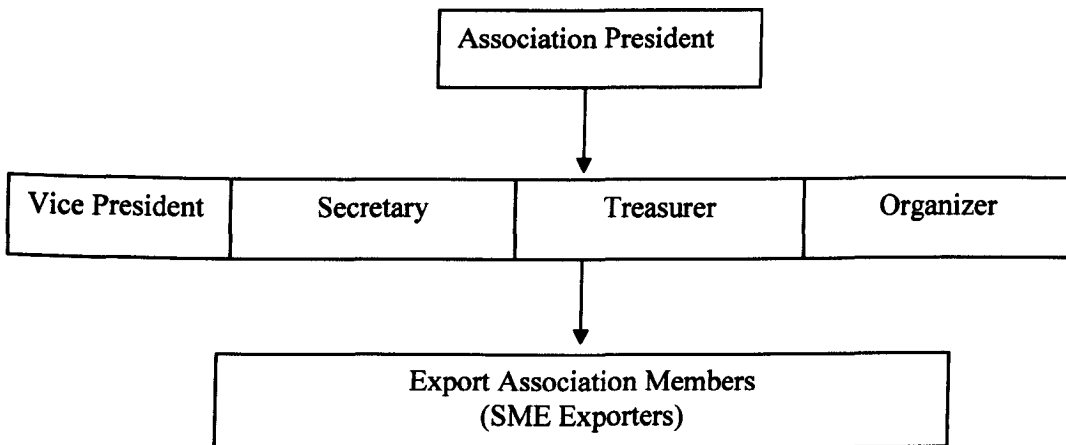 Association President
Vice President
Secretary
Treasurer
Organizer
Export Association Members
(SME Exporters)